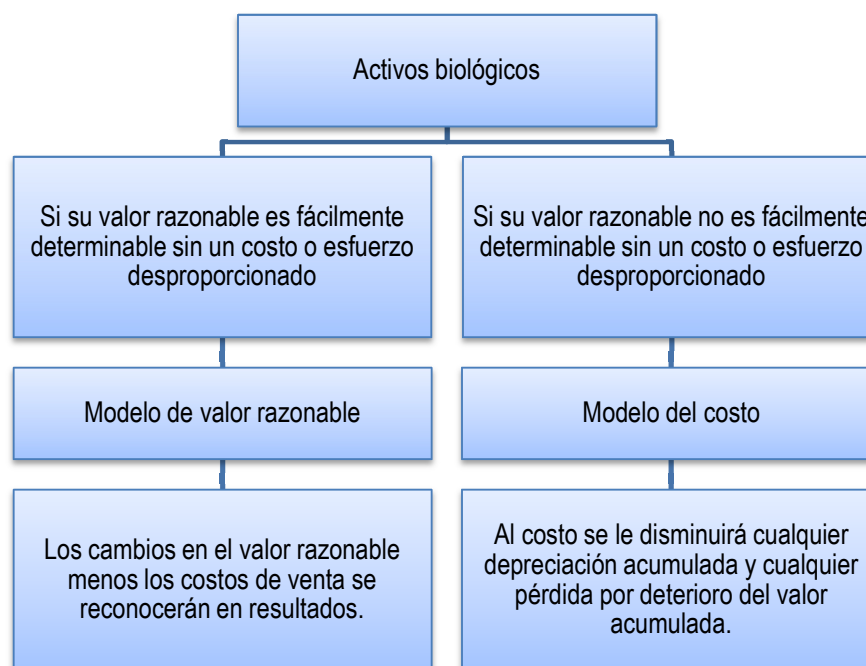 Activos biológicos
Si su valor razonable es fácilmente
determinable sin un costo o esfuerzo
desproporcionado
Si su valor razonable no es fácilmente
determinable sin un costo o esfuerzo
desproporcionado
Modelo de valor razonable
Modelo del costo
Los cambios en el valor razonable
menos los costos de venta se
reconocerán en resultados.
Al costo se le disminuirá cualquier
depreciación acumulada y cualquier
pérdida por deterioro del valor
acumulada.